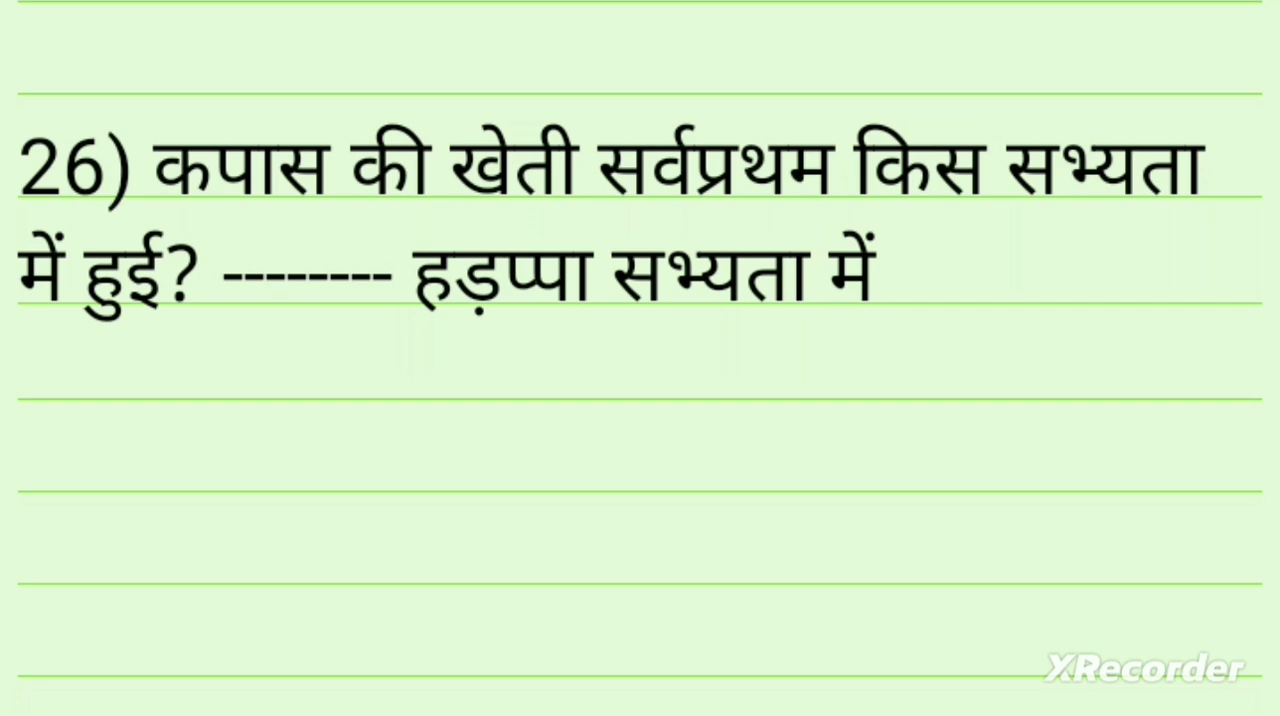 26) कपास की खेती सर्वप्रथम किस सभ्यता
में हुई? -------- हड़प्पा सभ्यता में
XRecorder